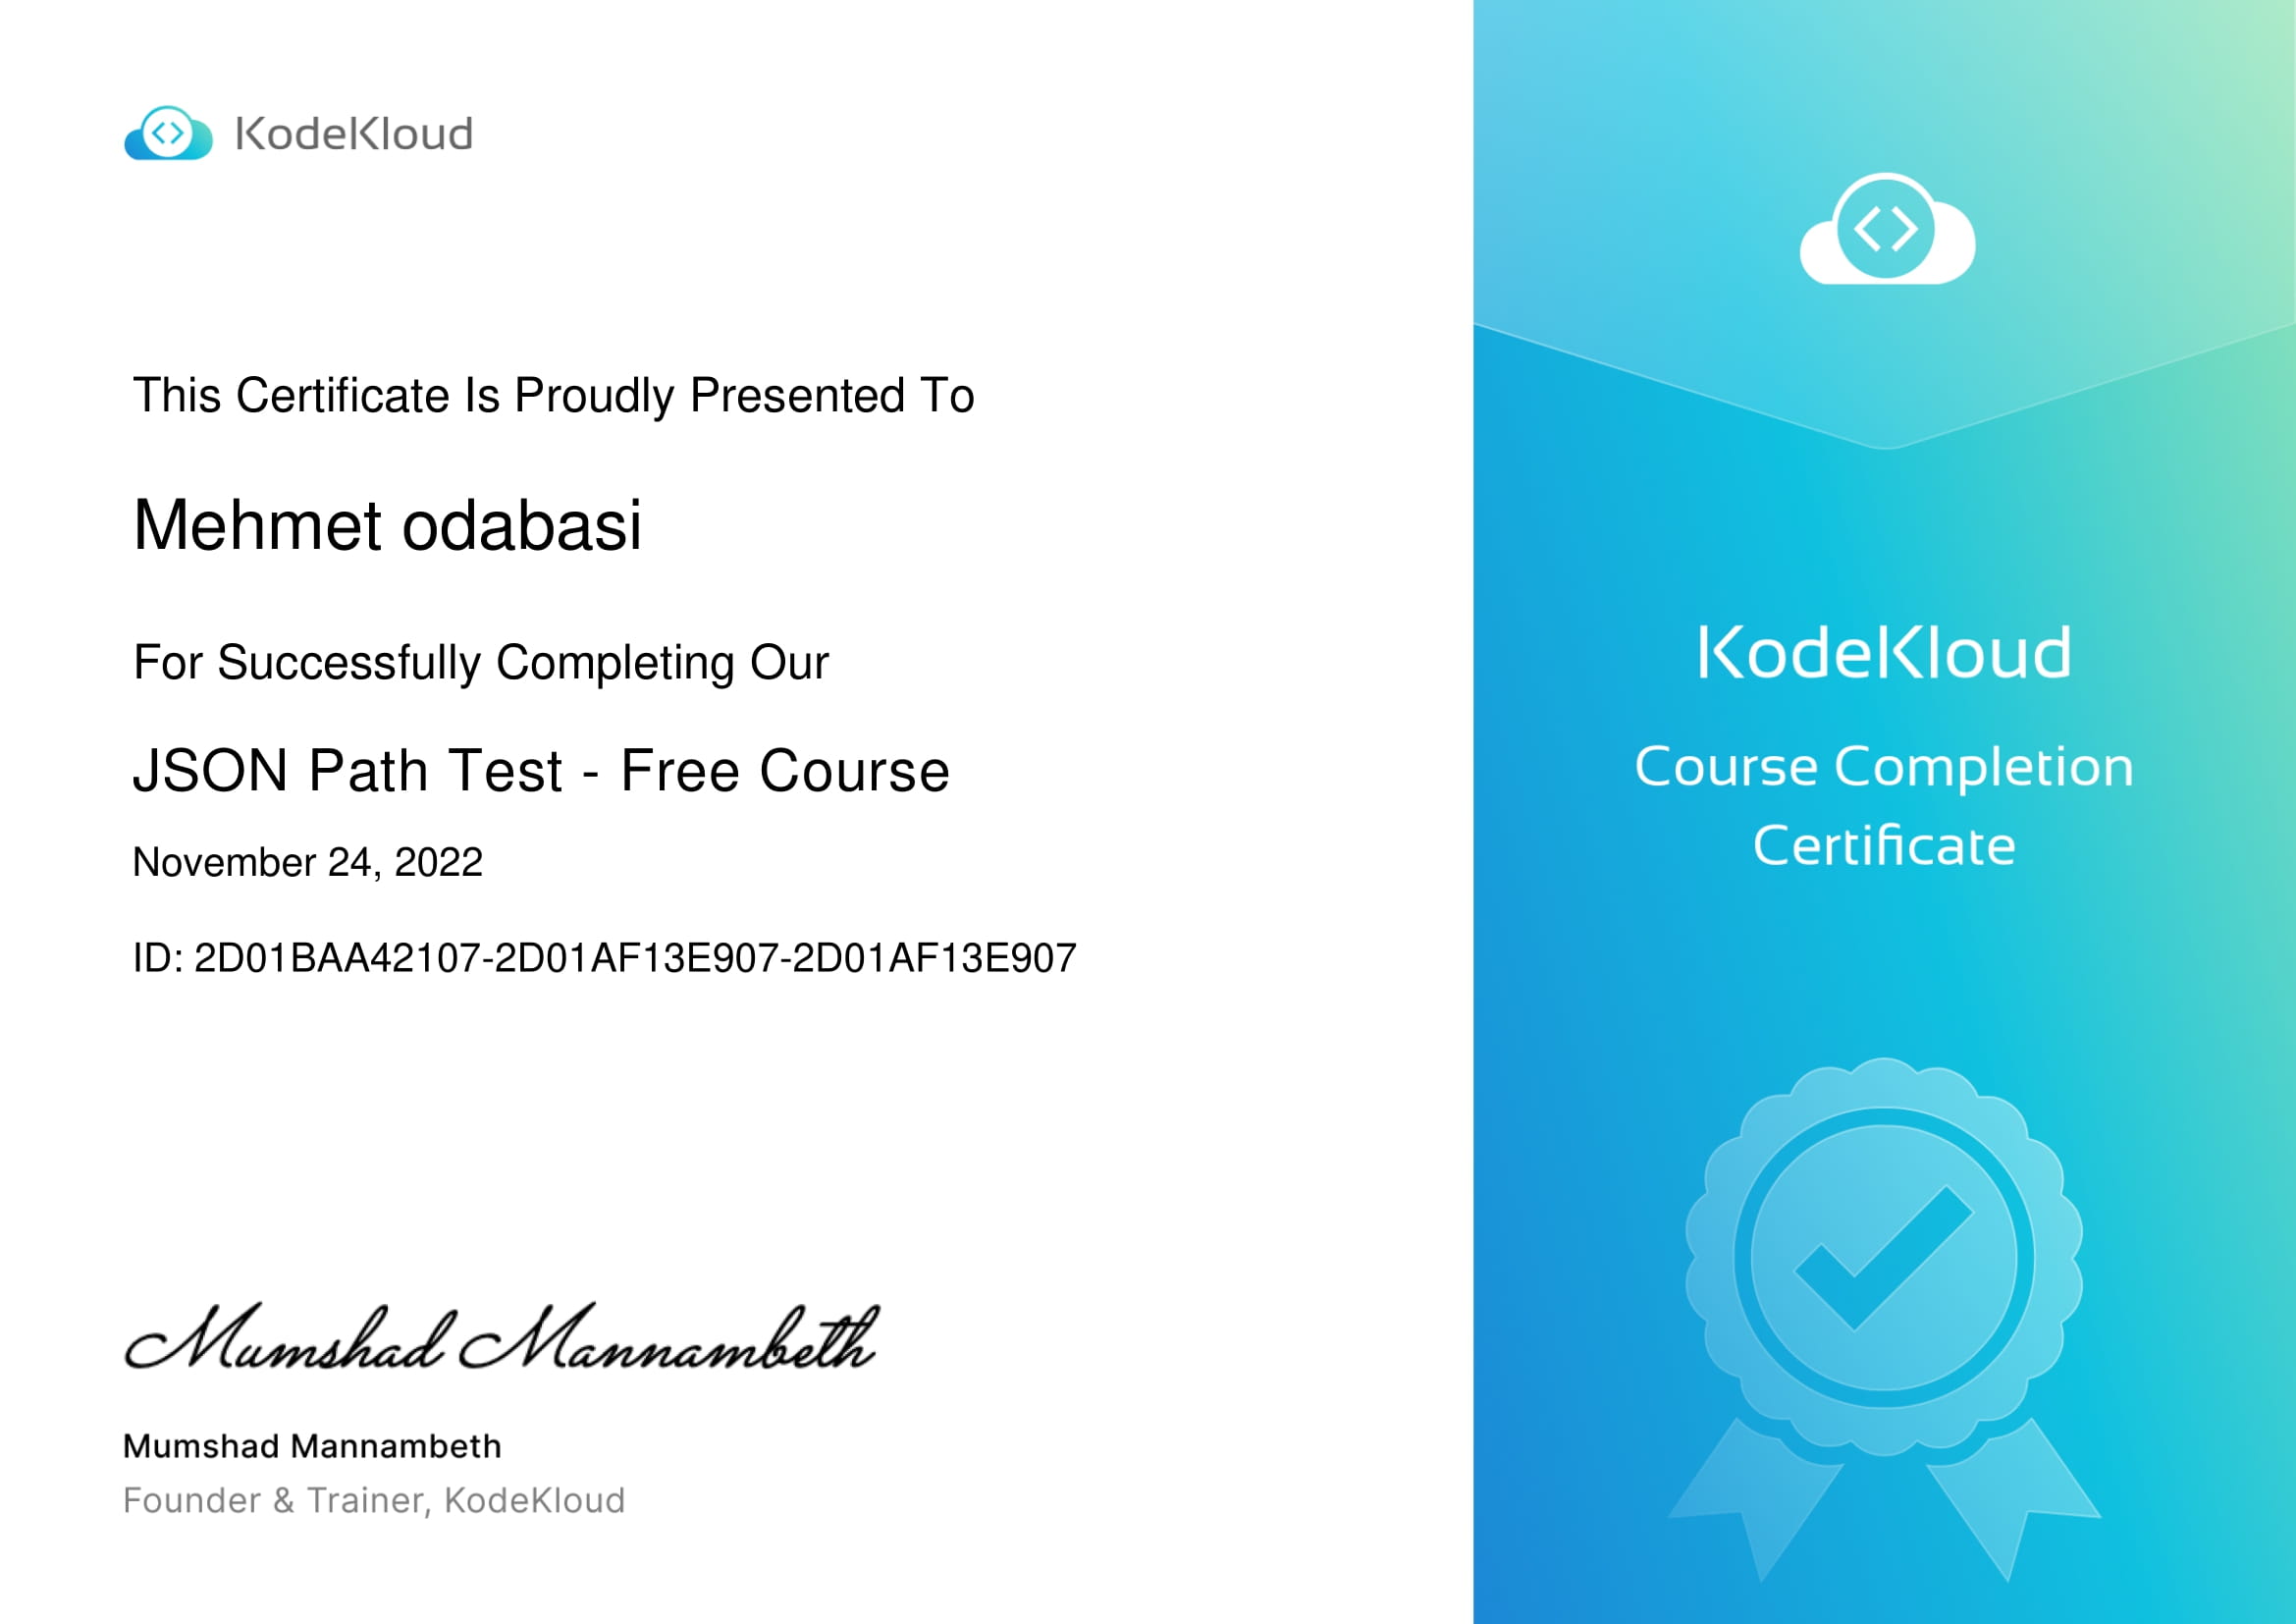 KodeKloud
This Certificate Is Proudly Presented To
Mehmet odabasi
For Successfully Completing Our
JSON Path Test - Free Course
November 24, 2022
ID: 2D01BAA42107-2D01AF13E907-2D01AF13E907
Mumshad Mannambeth
Mumshad Mannambeth
Founder & Trainer, KodeKloud
KodeKloud
Course Completion
Certificate